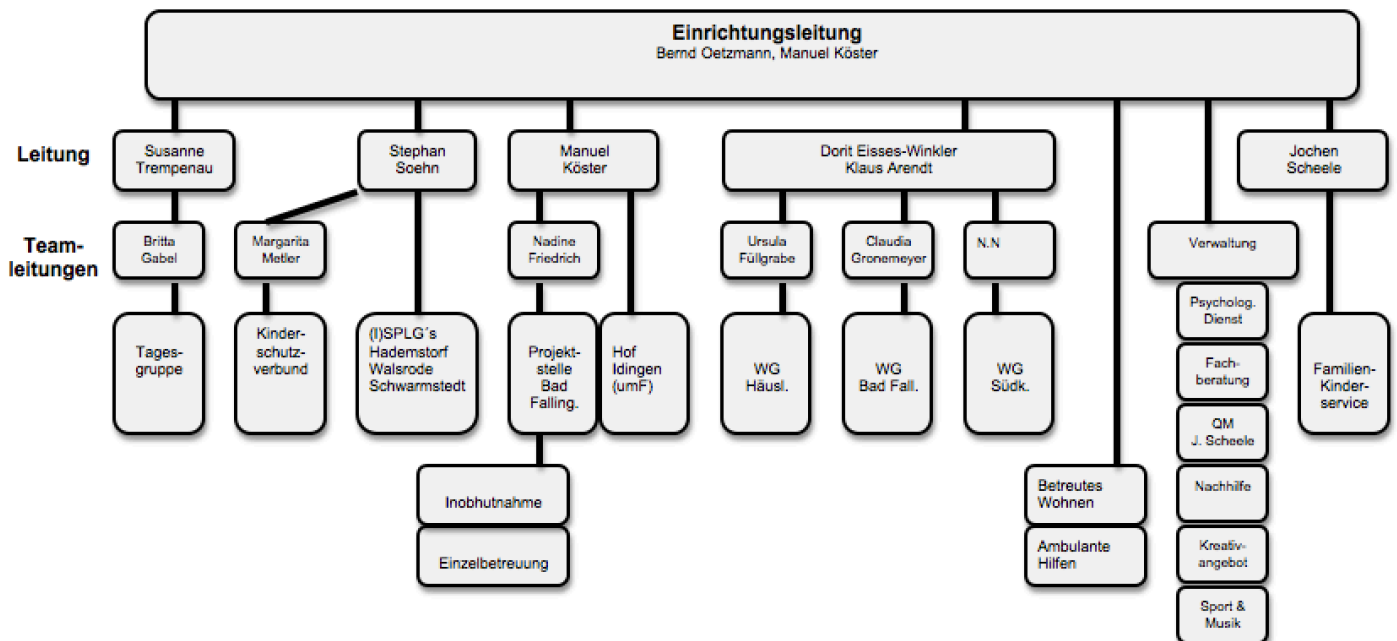 Einrichtungsleitung
Bernd Oetzmann, Manuel Köster
Leitung
Susanne
Trempenau
Stephan
Soehn
Manuel
Köster
Dorit Eisses-Winkler
Klaus Arendt
Jochen
Scheele
Team-
leitungen
Britta
Gabel
Margarita
Metler
Nadine
Friedrich
Ursula
Füllgrabe
Claudia
Gronemeyer
N.N
Verwaltung
Tages-
gruppe
Kinder-
schutz-
verbund
(I)SPLG´s
Hademstorf
Walsrode
Schwarmstedt
Projekt-
stelle
Bad
Falling.
Hof
Idingen
(umF)
WG
Häusl.
WG
Bad Fall.
WG
Südk.
Psycholog.
Dienst
Fach-
beratung
QM
J. Scheele
Nachhilfe
Kreativ-
angebot
Sport &
Musik
Familien-
Kinder-
service
Inobhutnahme
Einzelbetreuung
Betreutes
Wohnen
Ambulante
Hilfen